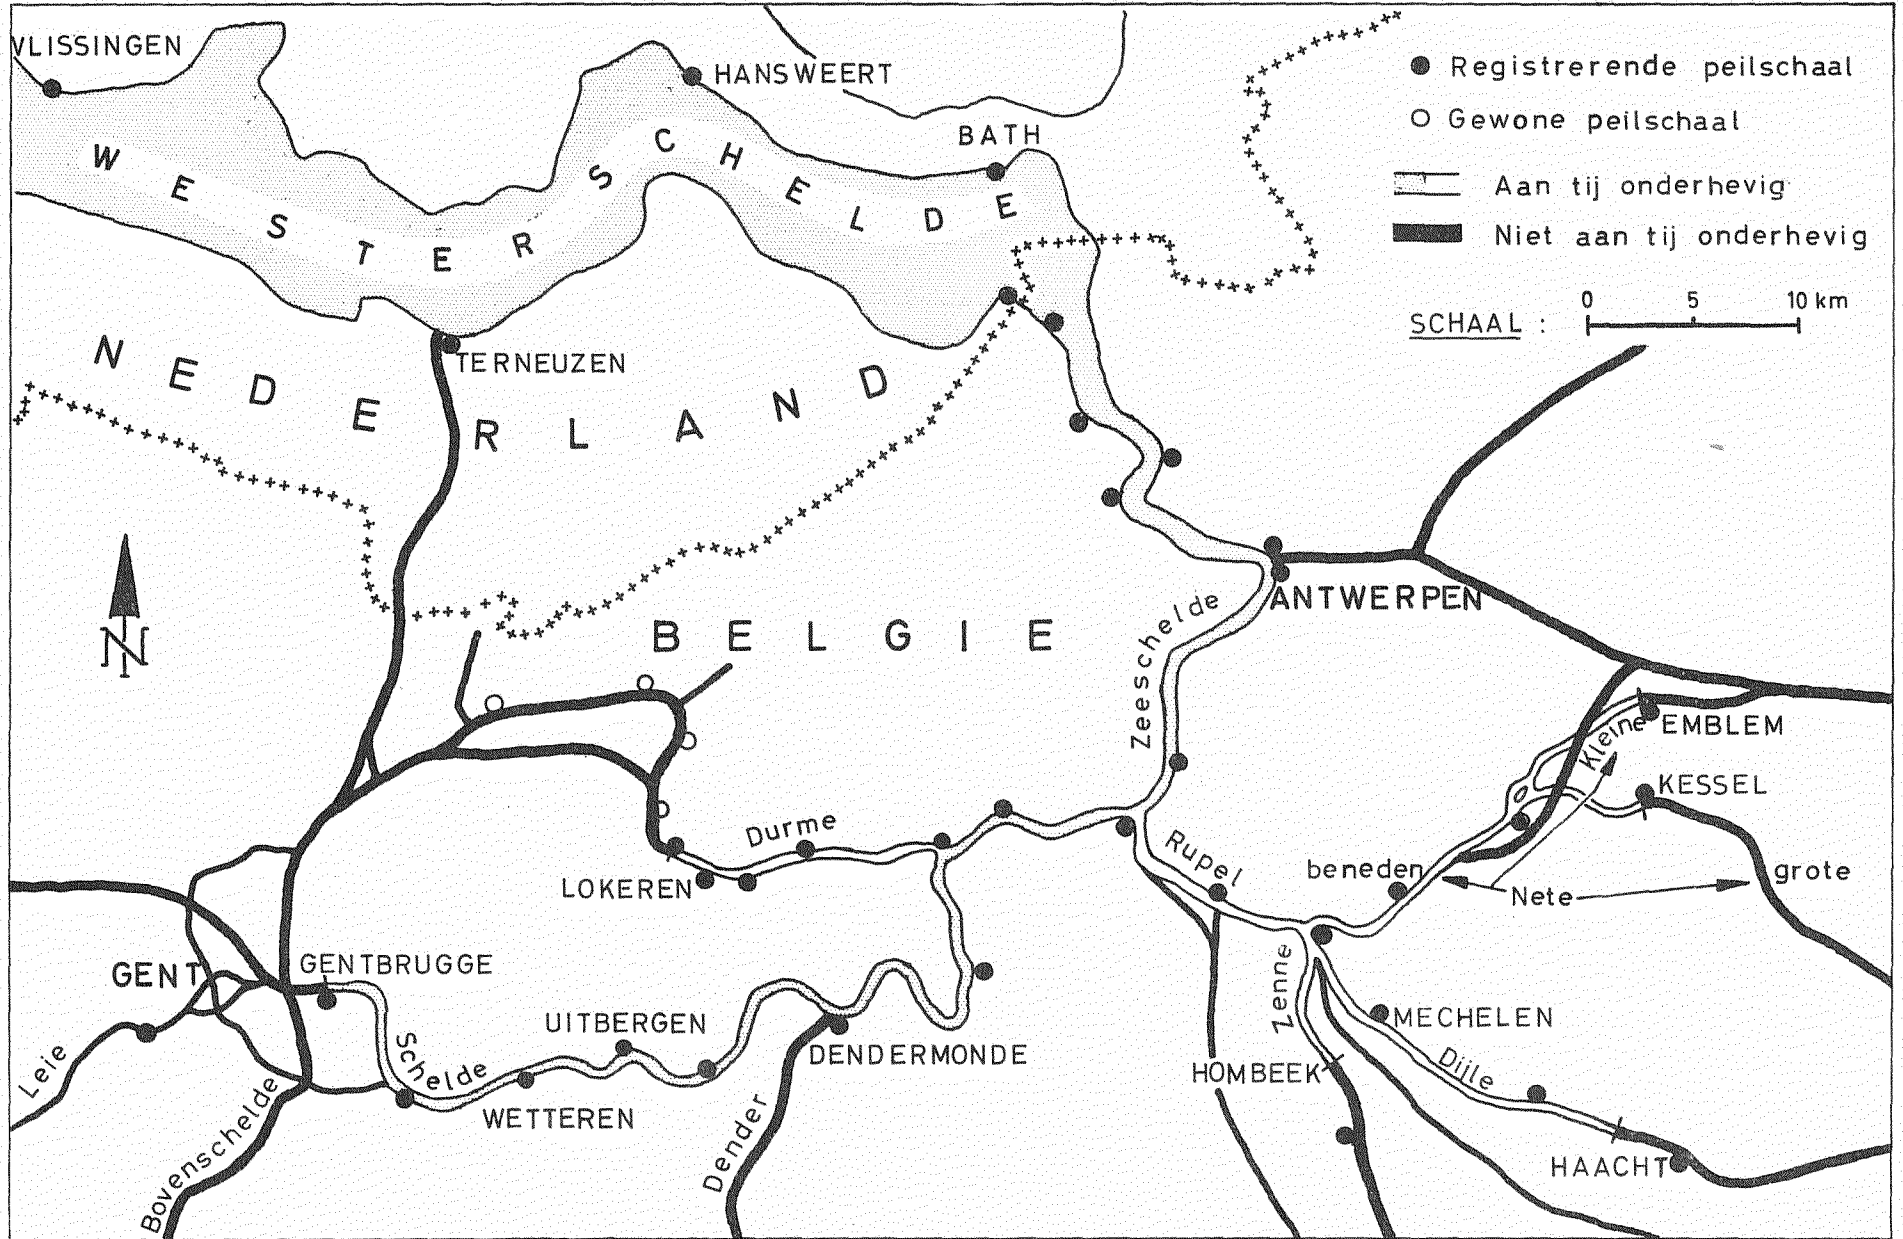 VLISSINGEN
HANSWEERT
BATH
Registrerende peilschaal
Gewone peilschaal
Aan tij onderhevig
Niet aan tij onderhevig
SCHAAL :
0 5 10 km
WESTERSCHELDE
TERNEUZEN
NEDERLAND
BELGIE
N
ANTWERPEN
Zeeschelde
EMBLEM
Kleine
KESSEL
Durme
Rupel
beneden
Nete
grote
LOKEREN
GENT
GENTBRUGGE
Zenne
UITBERGEN
MECHELEN
Schelde
DENDERMONDE
Leie
HOMBEEK
Dijle
WETTEREN
Bovenschelde
Dender
HAACHT